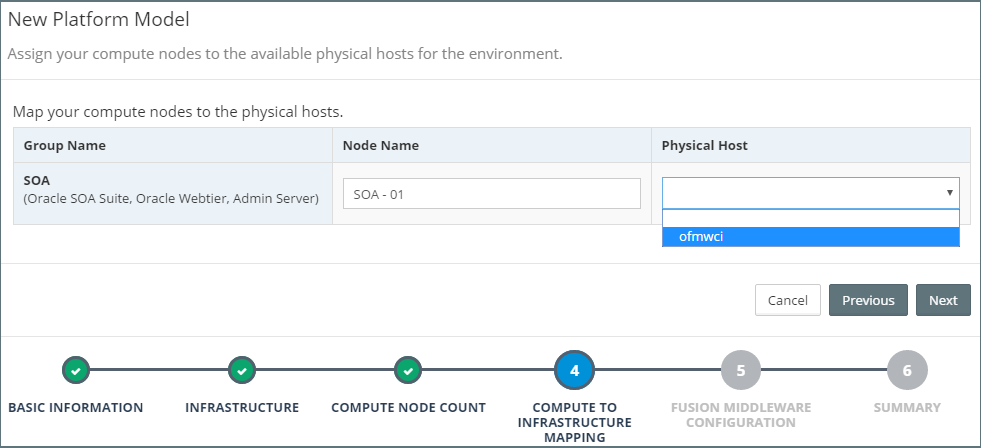 New Platform Model
Assign your compute nodes to the available physical hosts for the environment.
Map your compute nodes to the physical hosts.
Group Name Node Name Physical Host
SOA
(Oracle SOA Suite, Oracle Webtier, Admin Server)
SOA - 01
ofmwci
Cancel Previous Next
4 5 6
BASIC INFORMATION INFRASTRUCTURE COMPUTE NODE COUNT COMPUTE TO FUSION MIDDLEWARE SUMMARY
INFRASTRUCTURE CONFIGURATION
MAPPING